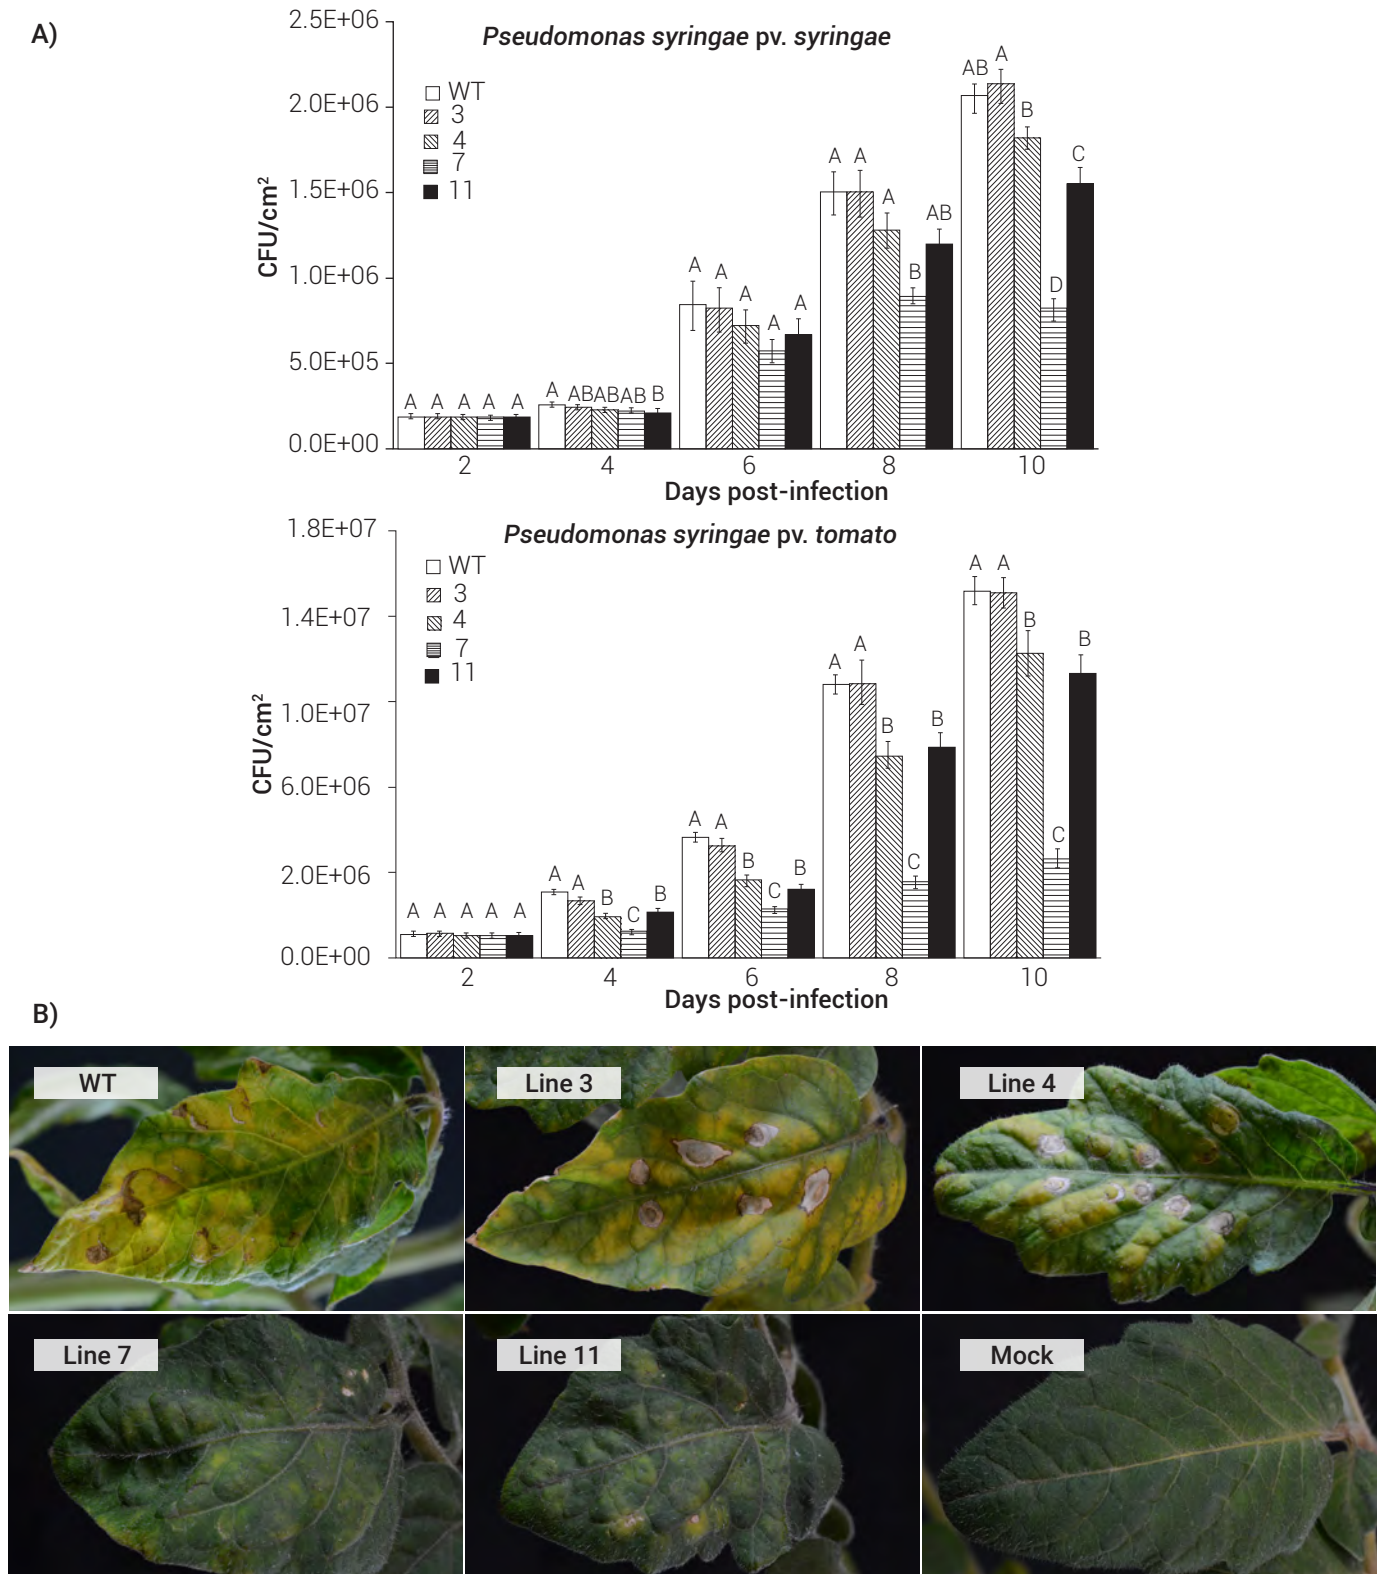 A)
Pseudomonas syringae pv. syringae
2.5E+06
2.0E+06
1.5E+06
1.0E+06
5.0E+05
0.0E+00
CFU/cm²
WT
3
4
7
11
A A A A A
A AB AB AB B
A A A A A
A A A B AB
AB A B D C
2 4 6 8 10
Days post-infection
Pseudomonas syringae pv. tomato
1.8E+07
1.4E+07
1.0E+07
6.0E+06
2.0E+06
0.0E+00
CFU/cm²
WT
3
4
7
11
A A A A A
A A B C B
A A B C B
A A B C B
A A B C B
2 4 6 8 10
Days post-infection
B)
WT
Line 3
Line 4
Line 7
Line 11
Mock